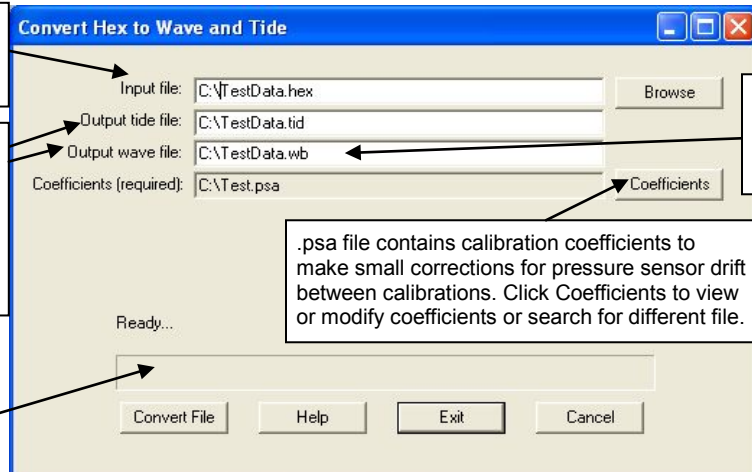 Convert Hex to Wave and Tide
Input file: C:\TestData.hex Browse
Output tide file: C:\TestData.tid
Output wave file: C:\TestData.wb
Coefficients (required): C:\Test.psa Coefficients
.psa file contains calibration coefficients to
make small corrections for pressure sensor drift
between calibrations. Click Coefficients to view
or modify coefficients or search for different file.
Ready...
Convert File Help Exit Cancel